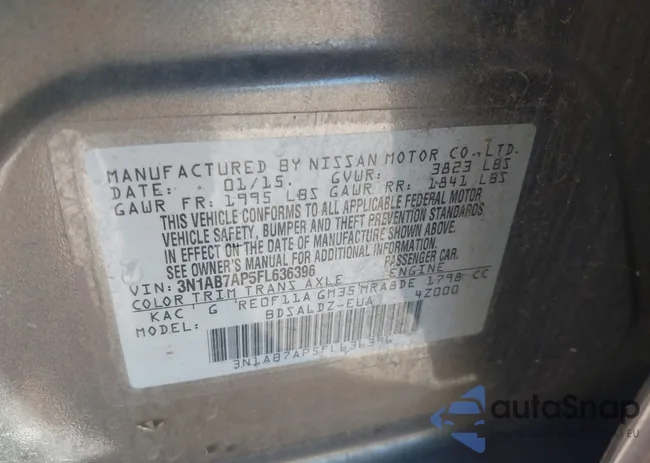 MANUFACTURED BY NISSAN MOTOR CO., LTD.
DATE: 01/15. GVWR: 3823 LBS
GAWR FR: 1995 LBS GAWR RR: 1841 LBS
THIS VEHICLE CONFORMS TO ALL APPLICABLE FEDERAL MOTOR
VEHICLE SAFETY, BUMPER AND THEFT PREVENTION STANDARDS
IN EFFECT ON THE DATE OF MANUFACTURE SHOWN ABOVE.
SEE OWNER'S MANUAL FOR ADDITIONAL INFORMATION.
VIN: 3N1AB7AP5FL636396 PASSENGER CAR.
COLOR TRIM TRANS AXLE ENGINE
KAC G RE0F11A GM35 MRA8DE 1798 CC
MODEL: BDSALDZ-EUA 4Z000
3N1AB7AP5FL636396
autoSnap
EU